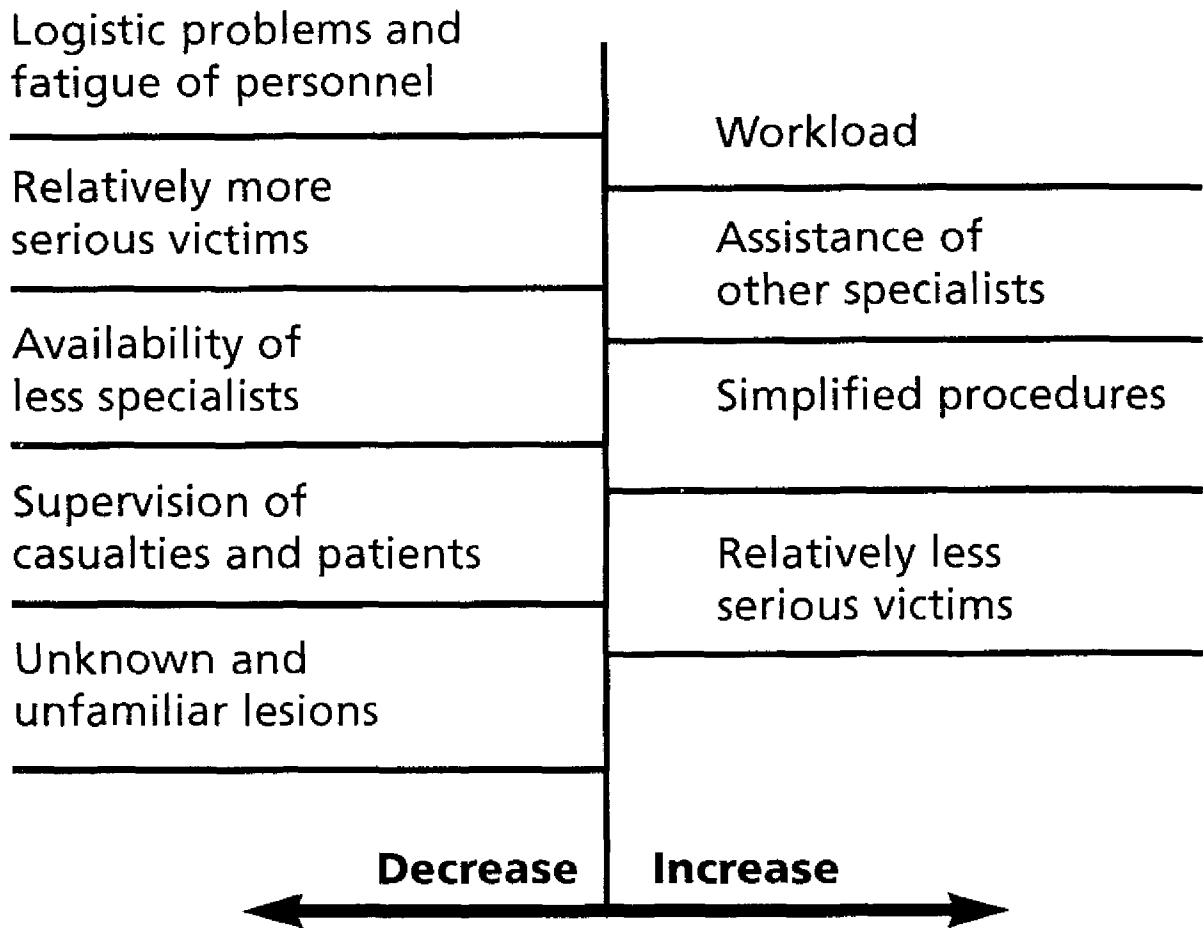 Logistic problems and
fatigue of personnel
Relatively more
serious victims
Availability of
less specialists
Supervision of
casualties and patients
Unknown and
unfamiliar lesions
Workload
Assistance of
other specialists
Simplified procedures
Relatively less
serious victims
Decrease
Increase